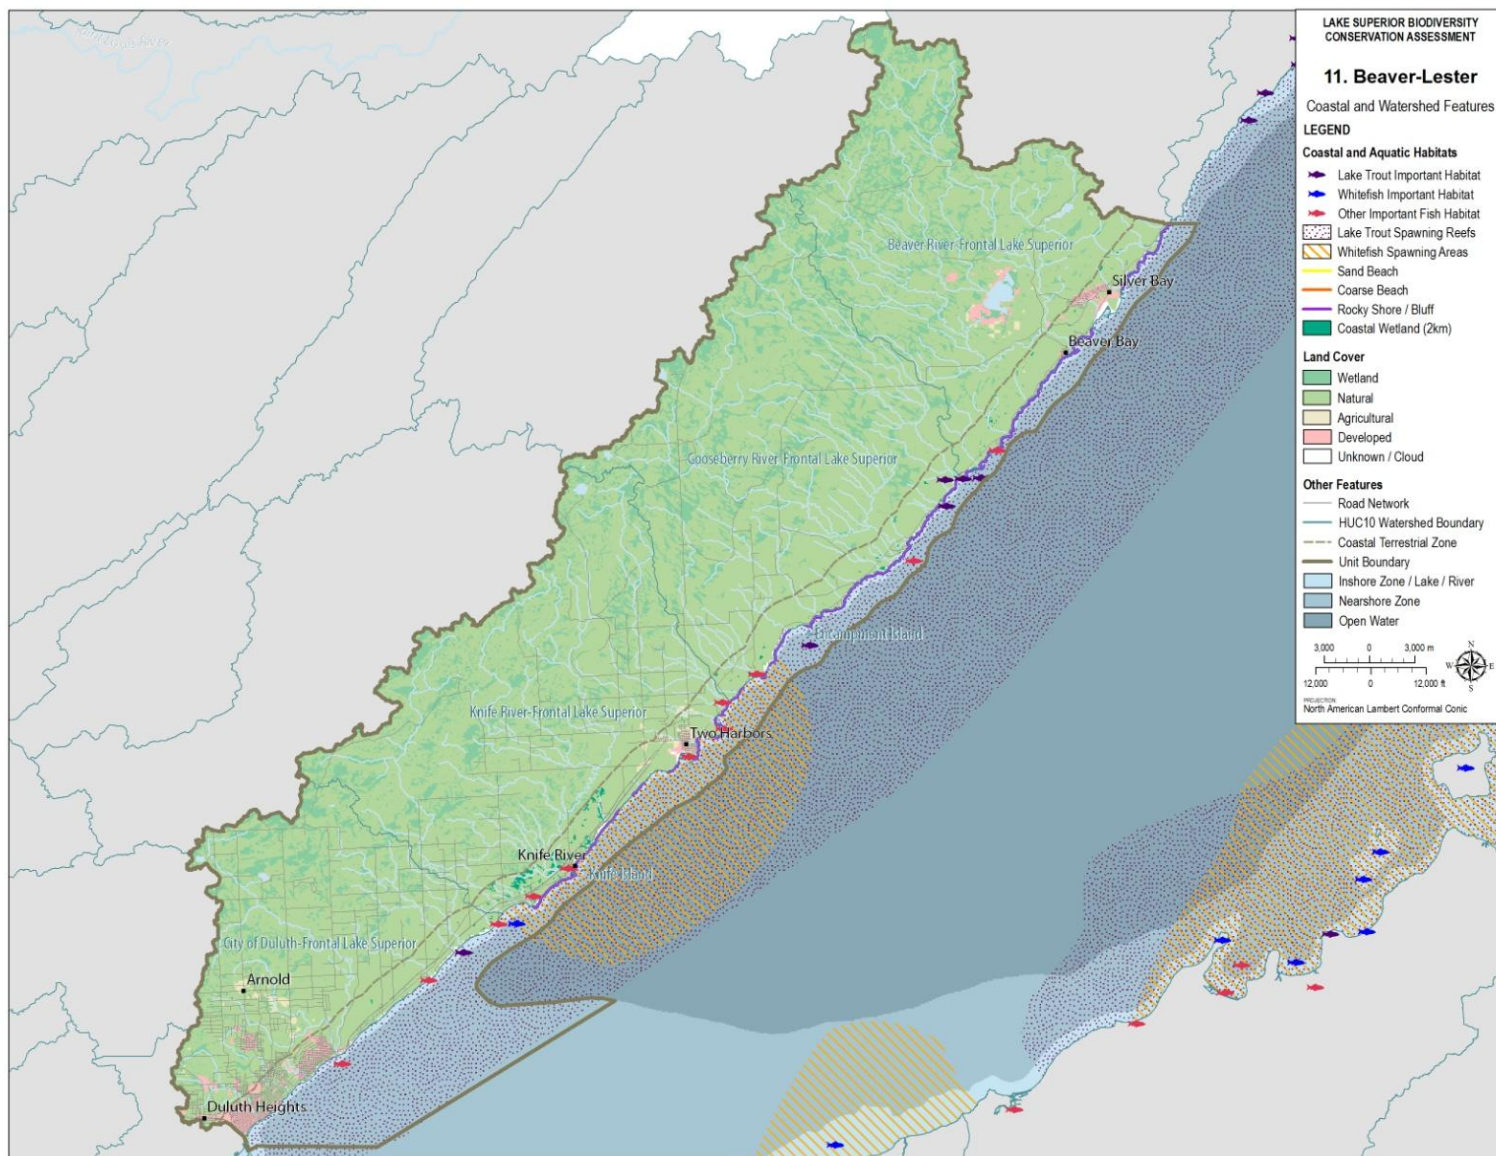 LAKE SUPERIOR BIODIVERSITY
CONSERVATION ASSESSMENT
11. Beaver-Lester
Coastal and Watershed Features
LEGEND
Coastal and Aquatic Habitats
Lake Trout Important Habitat
Whitefish Important Habitat
Other Important Fish Habitat
Lake Trout Spawning Reefs
Whitefish Spawning Areas
Sand Beach
Coarse Beach
Rocky Shore / Bluff
Coastal Wetland (2km)
Land Cover
Wetland
Natural
Agricultural
Developed
Unknown / Cloud
Other Features
Road Network
HUC10 Watershed Boundary
Coastal Terrestrial Zone
Unit Boundary
Inshore Zone / Lake / River
Nearshore Zone
Open Water
3,000 0 3,000 m
12,000 0 12,000 ft
N
W E
S
PROJECTION
North American Lambert Conformal Conic
Beaver River-Frontal Lake Superior
Silver Bay
Beaver Bay
Gooseberry River-Frontal Lake Superior
Encampment Island
Knife River-Frontal Lake Superior
Two Harbors
Knife River
Knife Island
City of Duluth-Frontal Lake Superior
Arnold
Duluth Heights